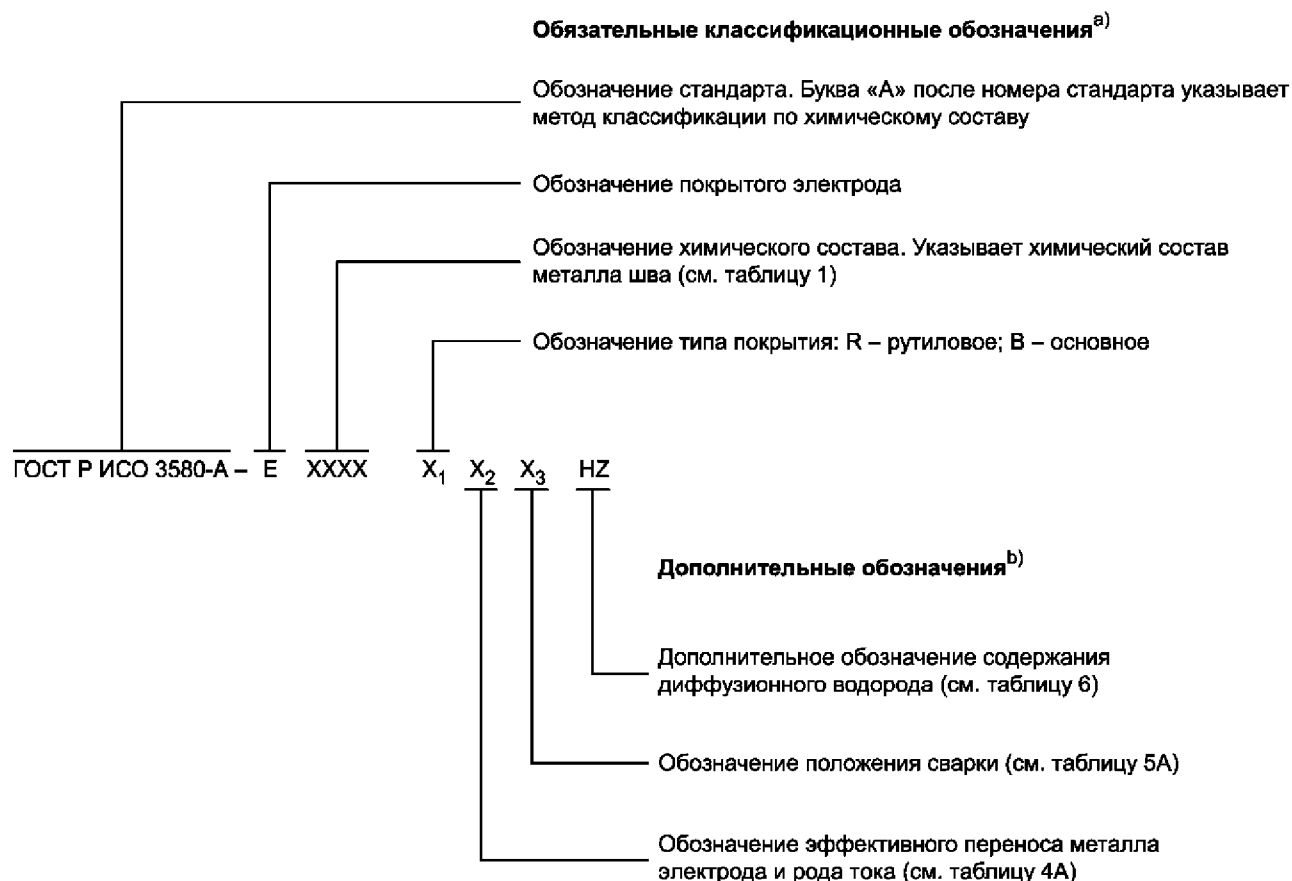 Обязательные классификационные обозначения a)
Обозначение стандарта. Буква «А» после номера стандарта указывает
метод классификации по химическому составу
Обозначение покрытого электрода
Обозначение химического состава. Указывает химический состав
металла шва (см. таблицу 1)
Обозначение типа покрытия: R – рутиловое; B – основное
ГОСТ Р ИСО 3580-А – E XXXX X1 X2 X3 HZ
Дополнительные обозначения b)
Дополнительное обозначение содержания
диффузионного водорода (см. таблицу 6)
Обозначение положения сварки (см. таблицу 5А)
Обозначение эффективного переноса металла
электрода и рода тока (см. таблицу 4А)